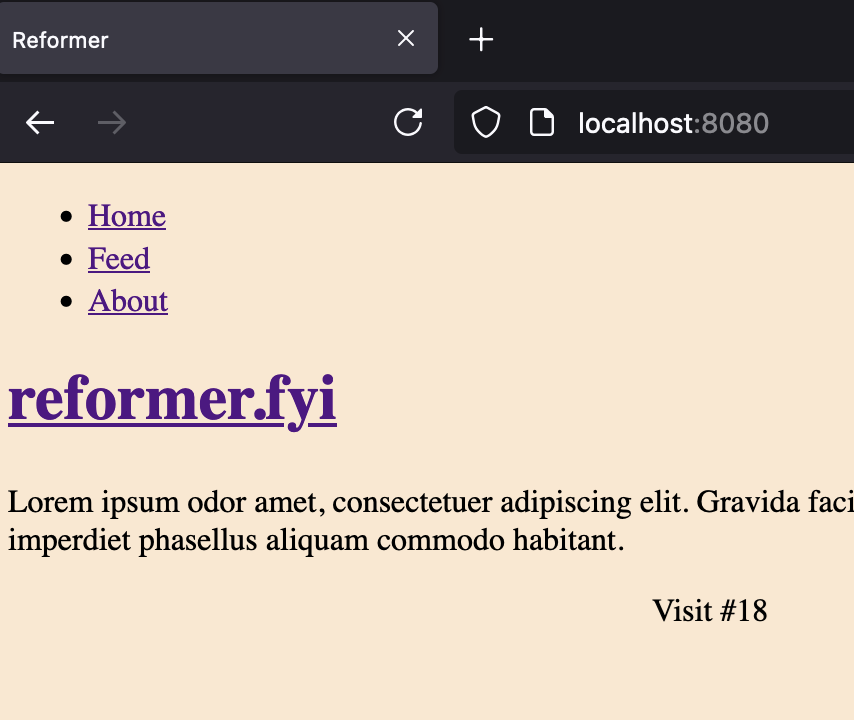 Reformer
localhost:8080
Home
Feed
About
reformer.fyi
Lorem ipsum odor amet, consectetuer adipiscing elit. Gravida faci
imperdiet phasellus aliquam commodo habitant.
Visit #18